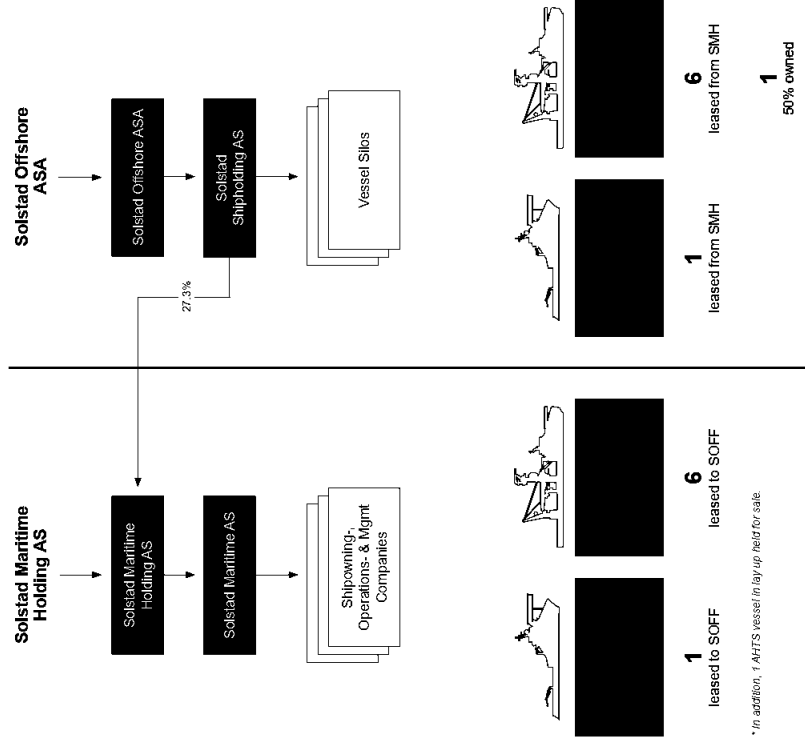 Solstad Maritime
Holding AS
Solstad Offshore
ASA
Solstad Maritime
Holding AS
Solstad Offshore ASA
27.3%
Solstad Maritime AS
Solstad
Shipholding AS
Shipowning-,
Operations- & Mgmt
Companies
Vessel Silos
1
leased to SOFF
6
leased to SOFF
1
leased from SMH
6
leased from SMH
1
50% owned
* In addition, 1 AHTS vessel in lay up held for sale.